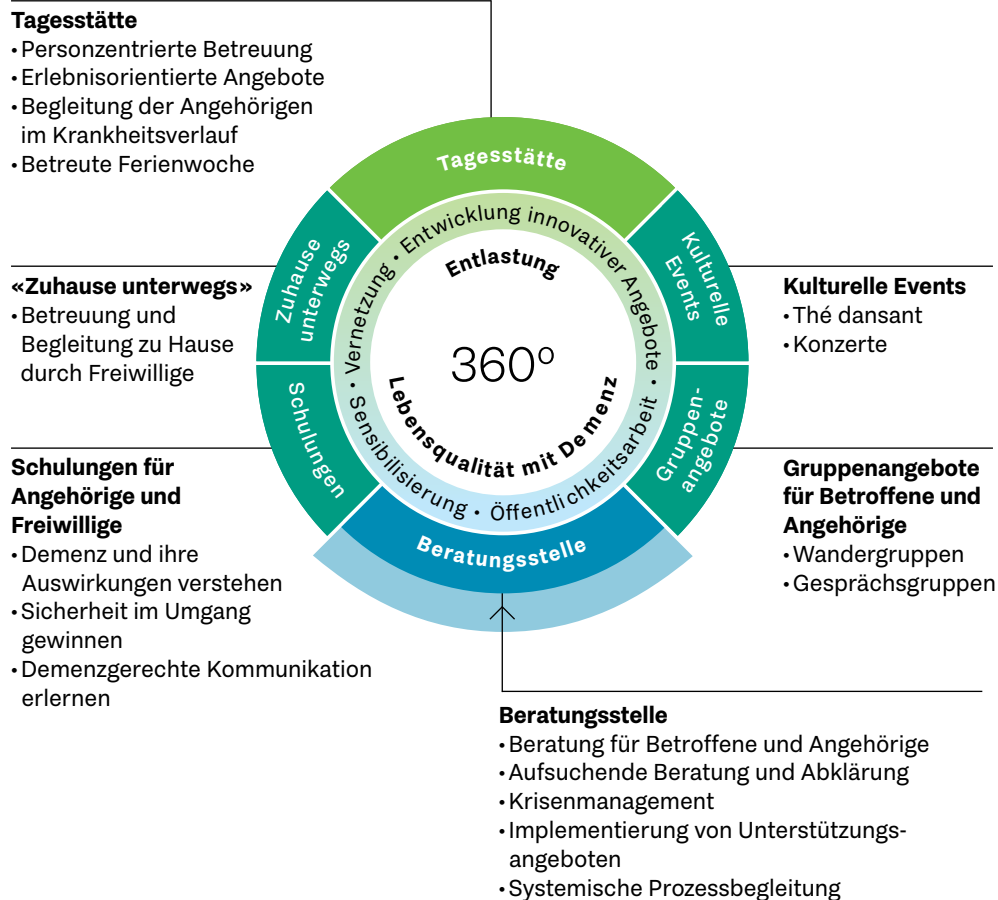 Tagesstätte
• Personzentrierte Betreuung
• Erlebnisorientierte Angebote
• Begleitung der Angehörigen
im Krankheitsverlauf
• Betreute Ferienwoche
«Zuhause unterwegs»
• Betreuung und
Begleitung zu Hause
durch Freiwillige
Schulungen für
Angehörige und
Freiwillige
• Demenz und ihre
Auswirkungen verstehen
• Sicherheit im Umgang
gewinnen
• Demenzgerechte Kommunikation
erlernen
Tagesstätte
Zuhause
unterwegs
Kulturelle
Events
Schulungen
Gruppen-
angebote
Beratungsstelle
• Vernetzung • Entwicklung innovativer Angebote •
Sensibilisierung • Öffentlichkeitsarbeit
Entlastung
360°
Lebensqualität mit Demenz
Kulturelle Events
• Thé dansant
• Konzerte
Gruppenangebote
für Betroffene und
Angehörige
• Wandergruppen
• Gesprächsgruppen
Beratungsstelle
• Beratung für Betroffene und Angehörige
• Aufsuchende Beratung und Abklärung
• Krisenmanagement
• Implementierung von Unterstützungs-
angeboten
• Systemische Prozessbegleitung